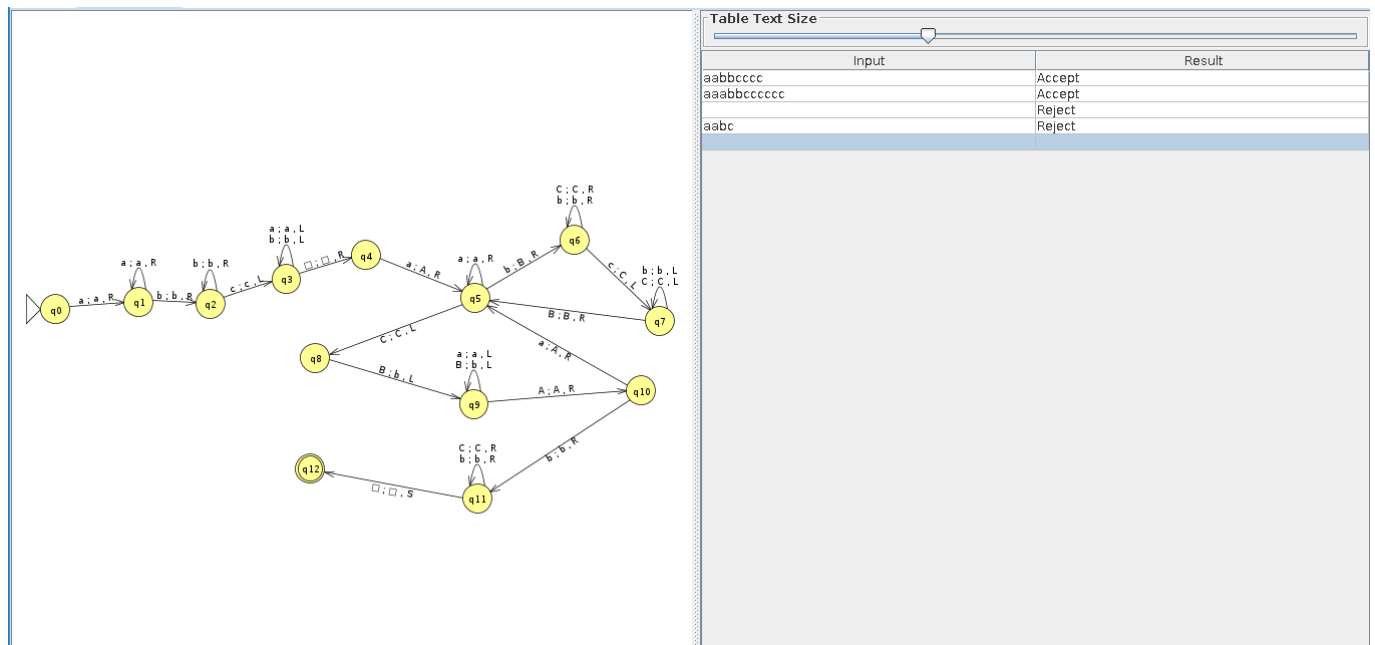 Table Text Size
Input Result
aabbcccc Accept
aaabbcccccc Accept
Reject
aabc Reject
C ; C , R
b ; b , R
q6
a ; a , L
b ; b , L
q3
□ ; □ , R
q4
a ; a , R
q1
b ; b , R
q2
c ; c , L
a ; a , R
q0
b ; b , R
a ; A , R
a ; a , R
q5
b ; B , R
c ; C , L
b ; b , L
C ; C , L
q7
B ; B , R
C ; C , L
q8
B ; b , L
a ; a , L
B ; b , L
q9
A ; A , R
a ; A , R
q10
b ; b , R
C ; C , R
b ; b , R
q11
□ ; □ , S
q12